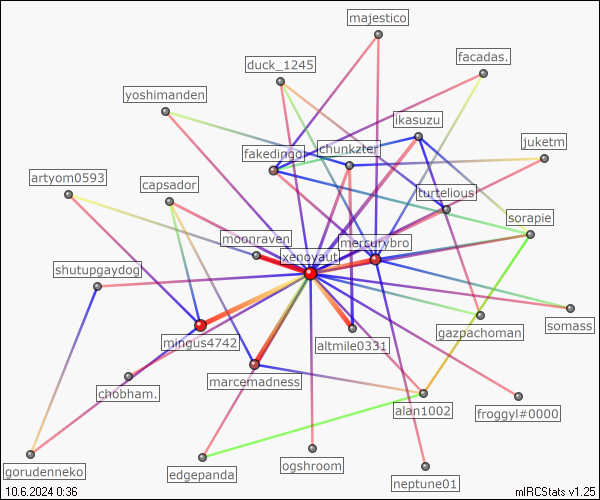 majestico
duck_1245
facadas.
yoshimanden
ikasuzu
chunkzter
juketm
fakedingo
artyom0593
capsador
turtelious
sorapie
moonraven
mercurybro
xenoyaut
shutupgaydog
somass
gazpachoman
mingus4742
altmile0331
marcemadness
chobham.
alan1002
froggyl#0000
gorudenneko
edgepanda
ogshroom
neptune01
10.6.2024 0:36
mIRCStats v1.25